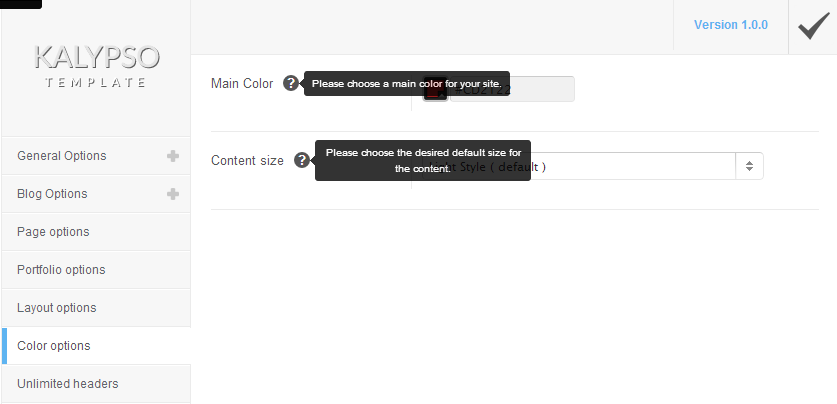 KALYPSO
TEMPLATE
Version 1.0.0
General Options
Blog Options
Page options
Portfolio options
Layout options
Color options
Unlimited headers
Main Color
? Please choose a main color for your site.
#CD2122
Content size
? Please choose the desired default size for
the content.
Style ( default )